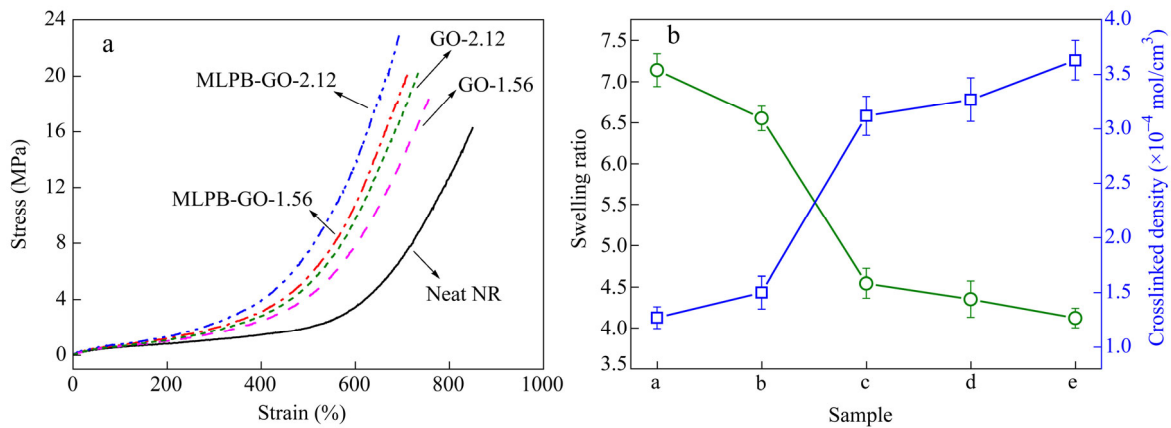 a
24
20
16
12
8
4
0
Stress (MPa)
MLPB-GO-2.12
GO-2.12
GO-1.56
MLPB-GO-1.56
Neat NR
0
200
400
600
800
1000
Strain (%)
b
7.5
7.0
6.5
6.0
5.5
5.0
4.5
4.0
3.5
Swelling ratio
4.0
3.5
3.0
3.5
2.0
1.5
1.0
Crosslinked density (×10⁻⁴ mol/cm³)
a
b
c
d
e
Sample